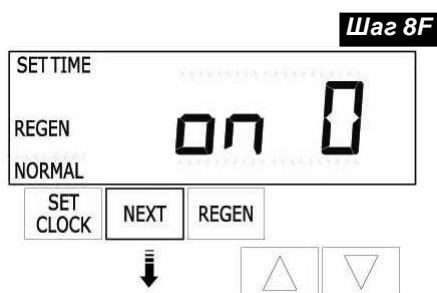 Шаг 8F
SET TIME
REGEN
on 0
NORMAL
SET
CLOCK
NEXT
REGEN